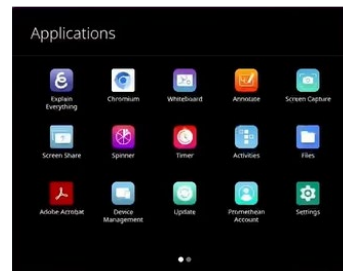 Applications
Explain
Everything
Chromium
Whiteboard
Annotate
Screen Capture
Screen Share
Spinner
Timer
Activities
Files
Adobe Acrobat
Device
Management
Update
Promethean
Account
Settings